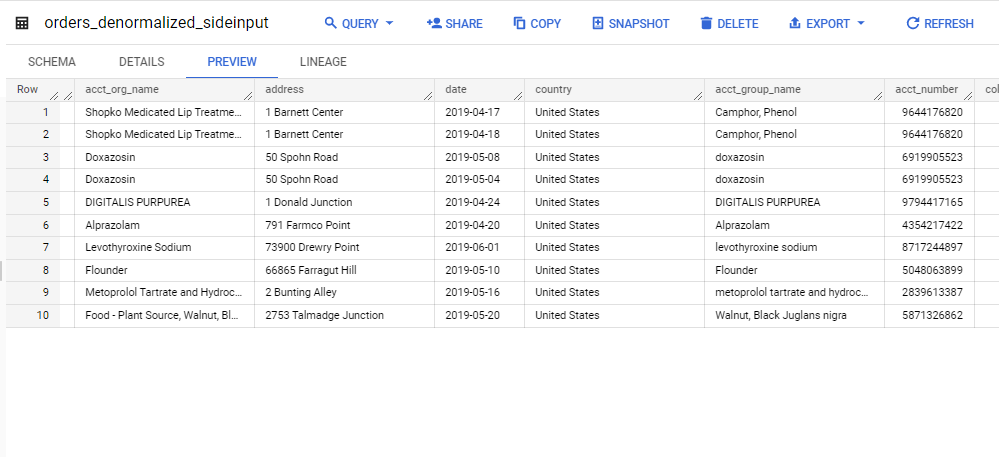 orders_denormalized_sideinput QUERY SHARE COPY SNAPSHOT DELETE EXPORT REFRESH
SCHEMA DETAILS PREVIEW LINEAGE
Row acct_org_name address date country acct_group_name acct_number col
1 Shopko Medicated Lip Treatme... 1 Barnett Center 2019-04-17 United States Camphor, Phenol 9644176820
2 Shopko Medicated Lip Treatme... 1 Barnett Center 2019-04-18 United States Camphor, Phenol 9644176820
3 Doxazosin 50 Spohn Road 2019-05-08 United States doxazosin 6919905523
4 Doxazosin 50 Spohn Road 2019-05-04 United States doxazosin 6919905523
5 DIGITALIS PURPUREA 1 Donald Junction 2019-04-24 United States DIGITALIS PURPUREA 9794417165
6 Alprazolam 791 Farmco Point 2019-04-20 United States Alprazolam 4354217422
7 Levothyroxine Sodium 73900 Drewry Point 2019-06-01 United States levothyroxine sodium 8717244897
8 Flounder 66865 Farragut Hill 2019-05-10 United States Flounder 5048063899
9 Metoprolol Tartrate and Hydroc... 2 Bunting Alley 2019-05-16 United States metoprolol tartrate and hydroc... 2839613387
10 Food - Plant Source, Walnut, Bl... 2753 Talmadge Junction 2019-05-20 United States Walnut, Black Juglans nigra 5871326862